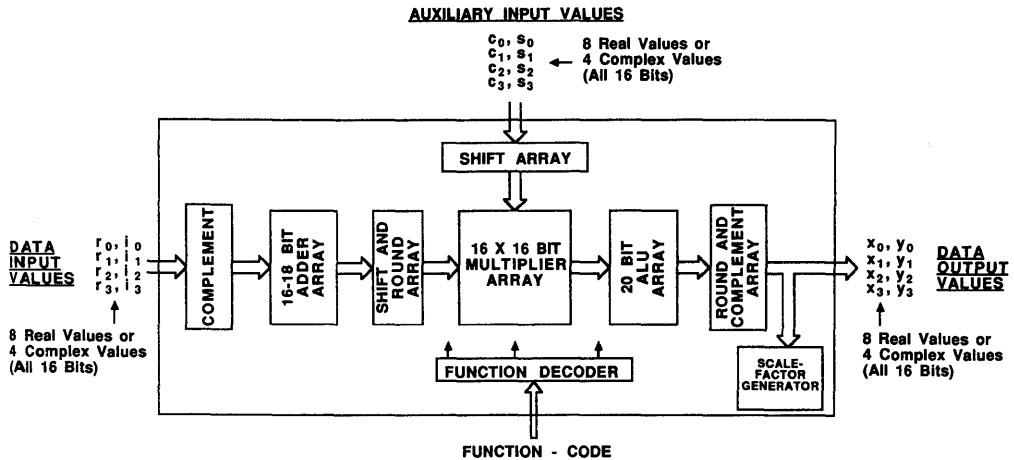 AUXILIARY INPUT VALUES
c0, s0
c1, s1
c2, s2
c3, s3
8 Real Values or
4 Complex Values
(All 16 Bits)
SHIFT ARRAY
DATA
INPUT
VALUES
r0, i0
r1, i1
r2, i2
r3, i3
8 Real Values or
4 Complex Values
(All 16 Bits)
COMPLEMENT
16-18 BIT
ADDER
ARRAY
SHIFT AND
ROUND
ARRAY
16 X 16 BIT
MULTIPLIER
ARRAY
20 BIT
ALU
ARRAY
ROUND AND
COMPLEMENT
ARRAY
x0, y0
x1, y1
x2, y2
x3, y3
DATA
OUTPUT
VALUES
8 Real Values or
4 Complex Values
(All 16 Bits)
FUNCTION DECODER
SCALE-
FACTOR
GENERATOR
FUNCTION - CODE